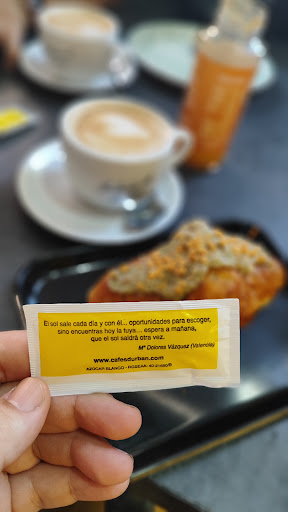 El sol sale cada día y con él... oportunidades para escoger,
sino encuentras hoy la tuya... espera a mañana,
que el sol saldrá otra vez.
Mª Dolores Vázquez (Valencia)
www.cafesdurban.com
AZÚCAR BLANCO - DOSEAR: